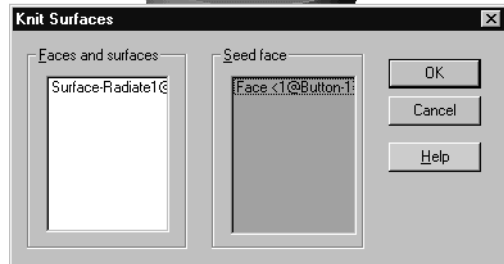 Knit Surfaces
Faces and surfaces
Surface-Radiate1@
Seed face
Face <1@Button-1
OK
Cancel
Help